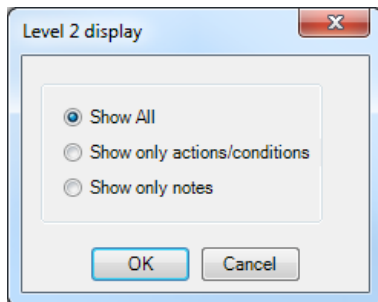 Level 2 display
Show All
Show only actions/conditions
Show only notes
OK Cancel